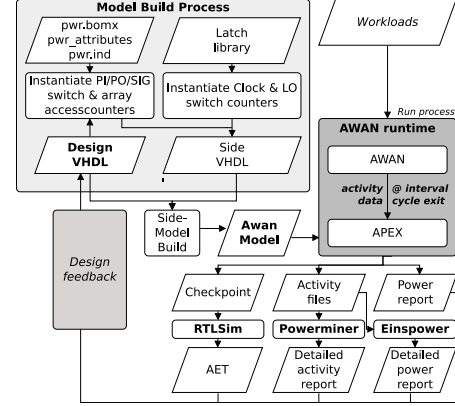 Model Build Process
pwr.bomx
pwr_attributes
pwr.ind
Latch
library
Workloads
Instantiate PI/PO/SIG
switch & array
accesscounters
Instantiate Clock & LO
switch counters
Run process
AWAN runtime
Design
VHDL
Side
VHDL
AWAN
activity
data
@ interval
cycle exit
Side-
Model
Build
Awan
Model
APEX
Design
feedback
Checkpoint
Activity
files
Power
report
RTLSim
Powerminer
Einspower
AET
Detailed
activity
report
Detailed
power
report